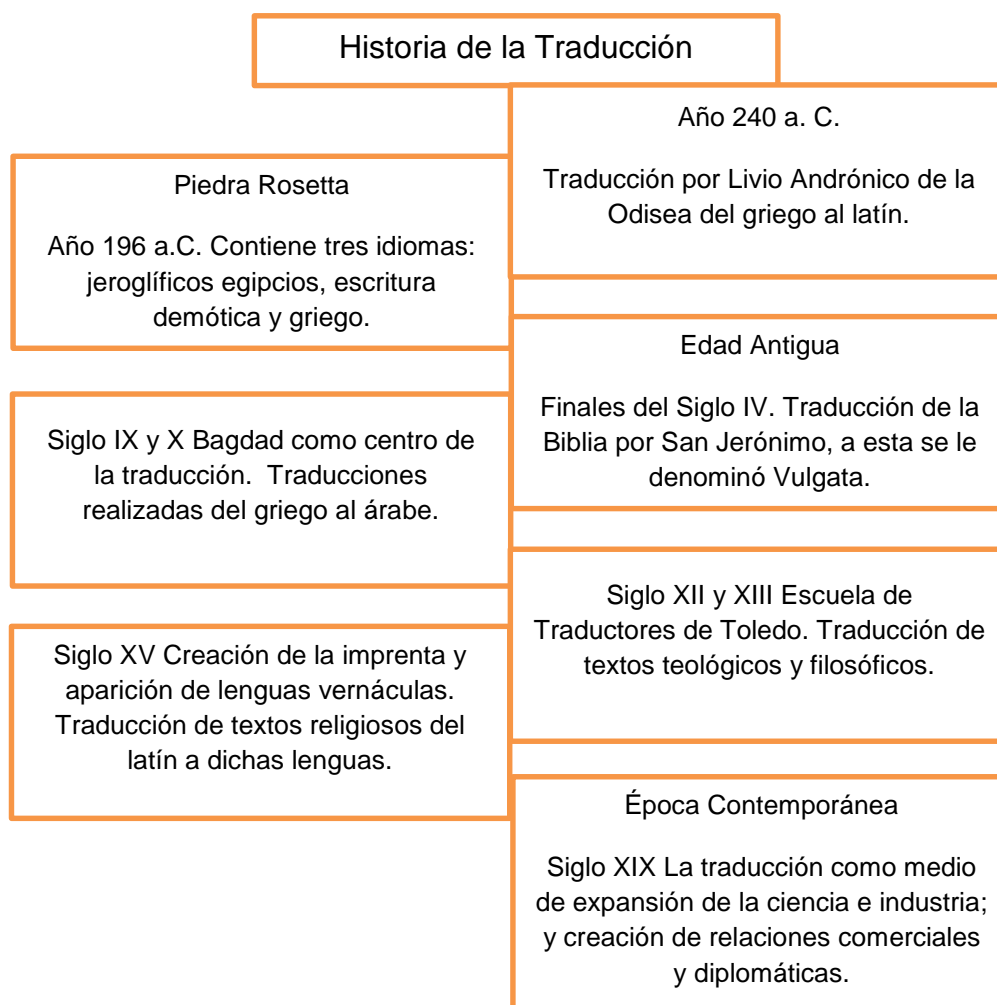 Historia de la Traducción
Año 240 a. C.
Traducción por Livio Andrónico de la
Odisea del griego al latín.
Piedra Rosetta
Año 196 a.C. Contiene tres idiomas:
jeroglíficos egipcios, escritura
demótica y griego.
Edad Antigua
Finales del Siglo IV. Traducción de la
Biblia por San Jerónimo, a esta se le
denominó Vulgata.
Siglo IX y X Bagdad como centro de
la traducción. Traducciones
realizadas del griego al árabe.
Siglo XII y XIII Escuela de
Traductores de Toledo. Traducción de
textos teológicos y filosóficos.
Siglo XV Creación de la imprenta y
aparición de lenguas vernáculas.
Traducción de textos religiosos del
latín a dichas lenguas.
Época Contemporánea
Siglo XIX La traducción como medio
de expansión de la ciencia e industria;
y creación de relaciones comerciales
y diplomáticas.